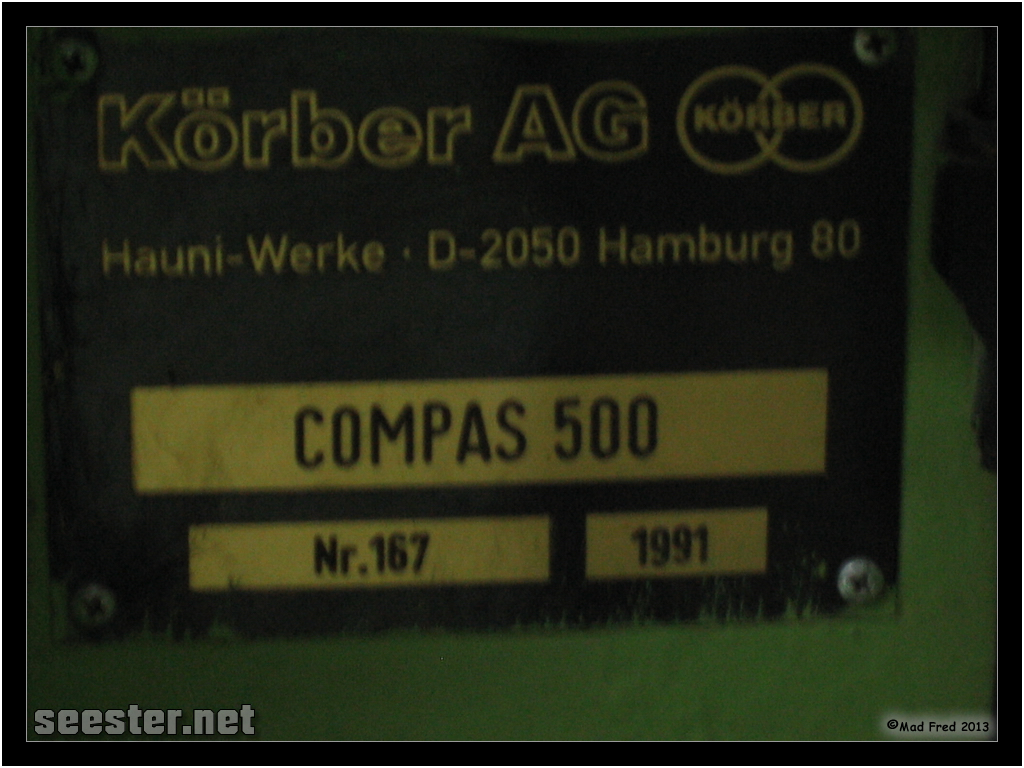 Körber AG KÖRBER
Hauni-Werke · D-2050 Hamburg 80
COMPAS 500
Nr.167 1991
seester.net
©Mad Fred 2013